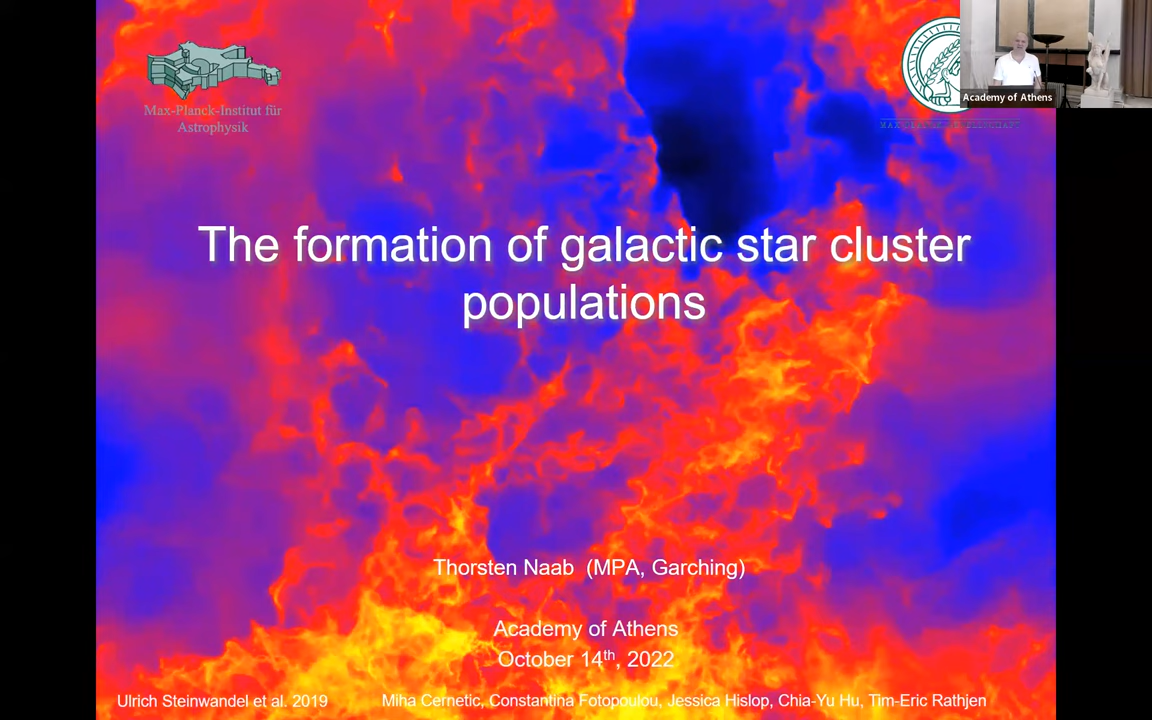 Max-Planck-Institut für
Astrophysik
Academy of Athens
The formation of galactic star cluster
populations
Thorsten Naab (MPA, Garching)
Academy of Athens
October 14th, 2022
Ulrich Steinwandel et al. 2019
Miha Cernetic, Constantina Fotopoulou, Jessica Hislop, Chia-Yu Hu, Tim-Eric Rathjen